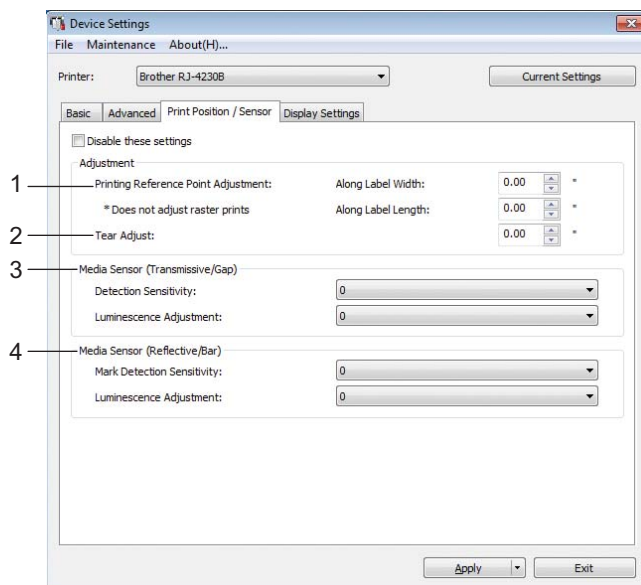 Device Settings
File Maintenance About(H)...
Printer: Brother RJ-4230B Current Settings
Basic Advanced Print Position / Sensor Display Settings
Disable these settings
Adjustment
1 Printing Reference Point Adjustment: Along Label Width: 0.00 "
* Does not adjust raster prints Along Label Length: 0.00 "
2 Tear Adjust: 0.00 "
3 Media Sensor (Transmissive/Gap)
Detection Sensitivity: 0
Luminescence Adjustment: 0
4 Media Sensor (Reflective/Bar)
Mark Detection Sensitivity: 0
Luminescence Adjustment: 0
Apply Exit